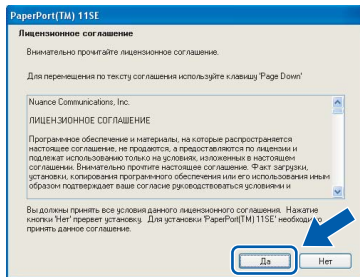 PaperPort(TM) 11SE
Лицензионное соглашение
Внимательно прочитайте лицензионное соглашение.
Для перемещения по тексту соглашения используйте клавишу 'Page Down'
Nuance Communications, Inc.
ЛИЦЕНЗИОННОЕ СОГЛАШЕНИЕ
Программное обеспечение и материалы, на которые распространяется
настоящее соглашение, не продаются, а предоставляются по лицензии и
подлежат использованию только на условиях, изложенных в настоящем
соглашении. Внимательно прочтите настоящее соглашение. Факт загрузки,
установки, копирования программного обеспечения или его использования иным
образом подтверждает ваше согласие руководствоваться условиями и
Вы должны принять все условия данного лицензионного соглашения. Нажатие
кнопки 'Нет' прервет установку. Для установки 'PaperPort(TM) 11SE' необходимо
принять данное соглашение.
Да
Нет